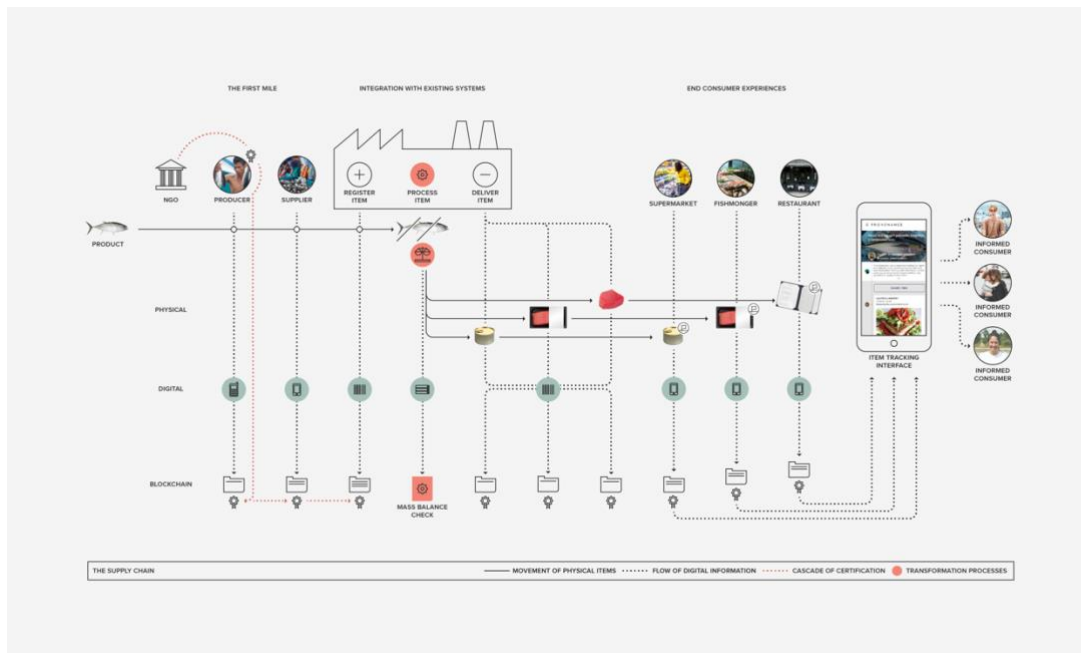 THE FIRST MILE
INTEGRATION WITH EXISTING SYSTEMS
END CONSUMER EXPERIENCES
NGO
PRODUCER
SUPPLIER
REGISTER
ITEM
PROCESS
ITEM
DELIVER
ITEM
SUPERMARKET
FISHMONGER
RESTAURANT
PRODUCT
PROVENANCE
INFORMED
CONSUMER
INFORMED
CONSUMER
INFORMED
CONSUMER
PHYSICAL
ITEM TRACKING
INTERFACE
DIGITAL
BLOCKCHAIN
MASS BALANCE
CHECK
THE SUPPLY CHAIN
MOVEMENT OF PHYSICAL ITEMS
FLOW OF DIGITAL INFORMATION
CASCADE OF CERTIFICATION
TRANSFORMATION PROCESSES